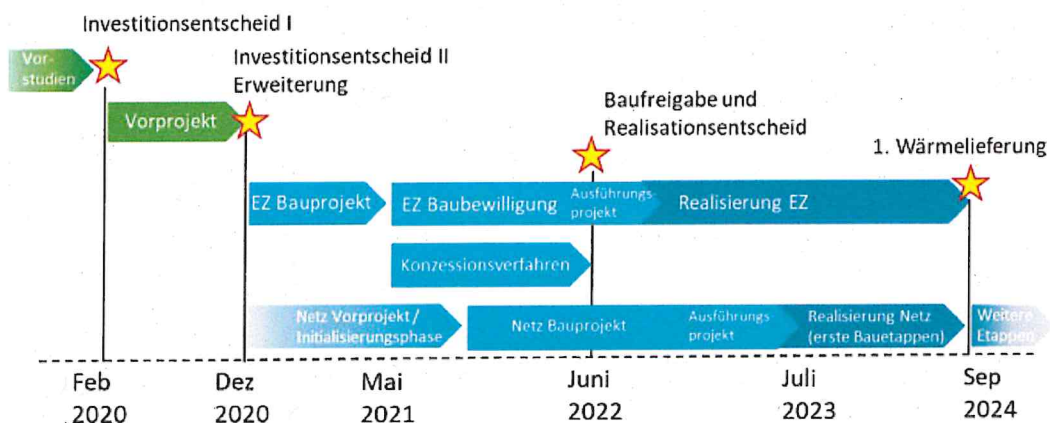 Investitionsentscheid I
Vor-
studien
Investitionsentscheid II
Erweiterung
Vorprojekt
Baufreigabe und
Realisationsentscheid
1. Wärmelieferung
EZ Bauprojekt
EZ Baubewilligung
Ausführungs-
projekt
Realisierung EZ
Konzessionsverfahren
Netz Vorprojekt /
Initialisierungsphase
Netz Bauprojekt
Ausführungs
projekt
Realisierung Netz
(erste Bauetappen)
Weitere
Etappen
Feb
2020
Dez
2020
Mai
2021
Juni
2022
Juli
2023
Sep
2024